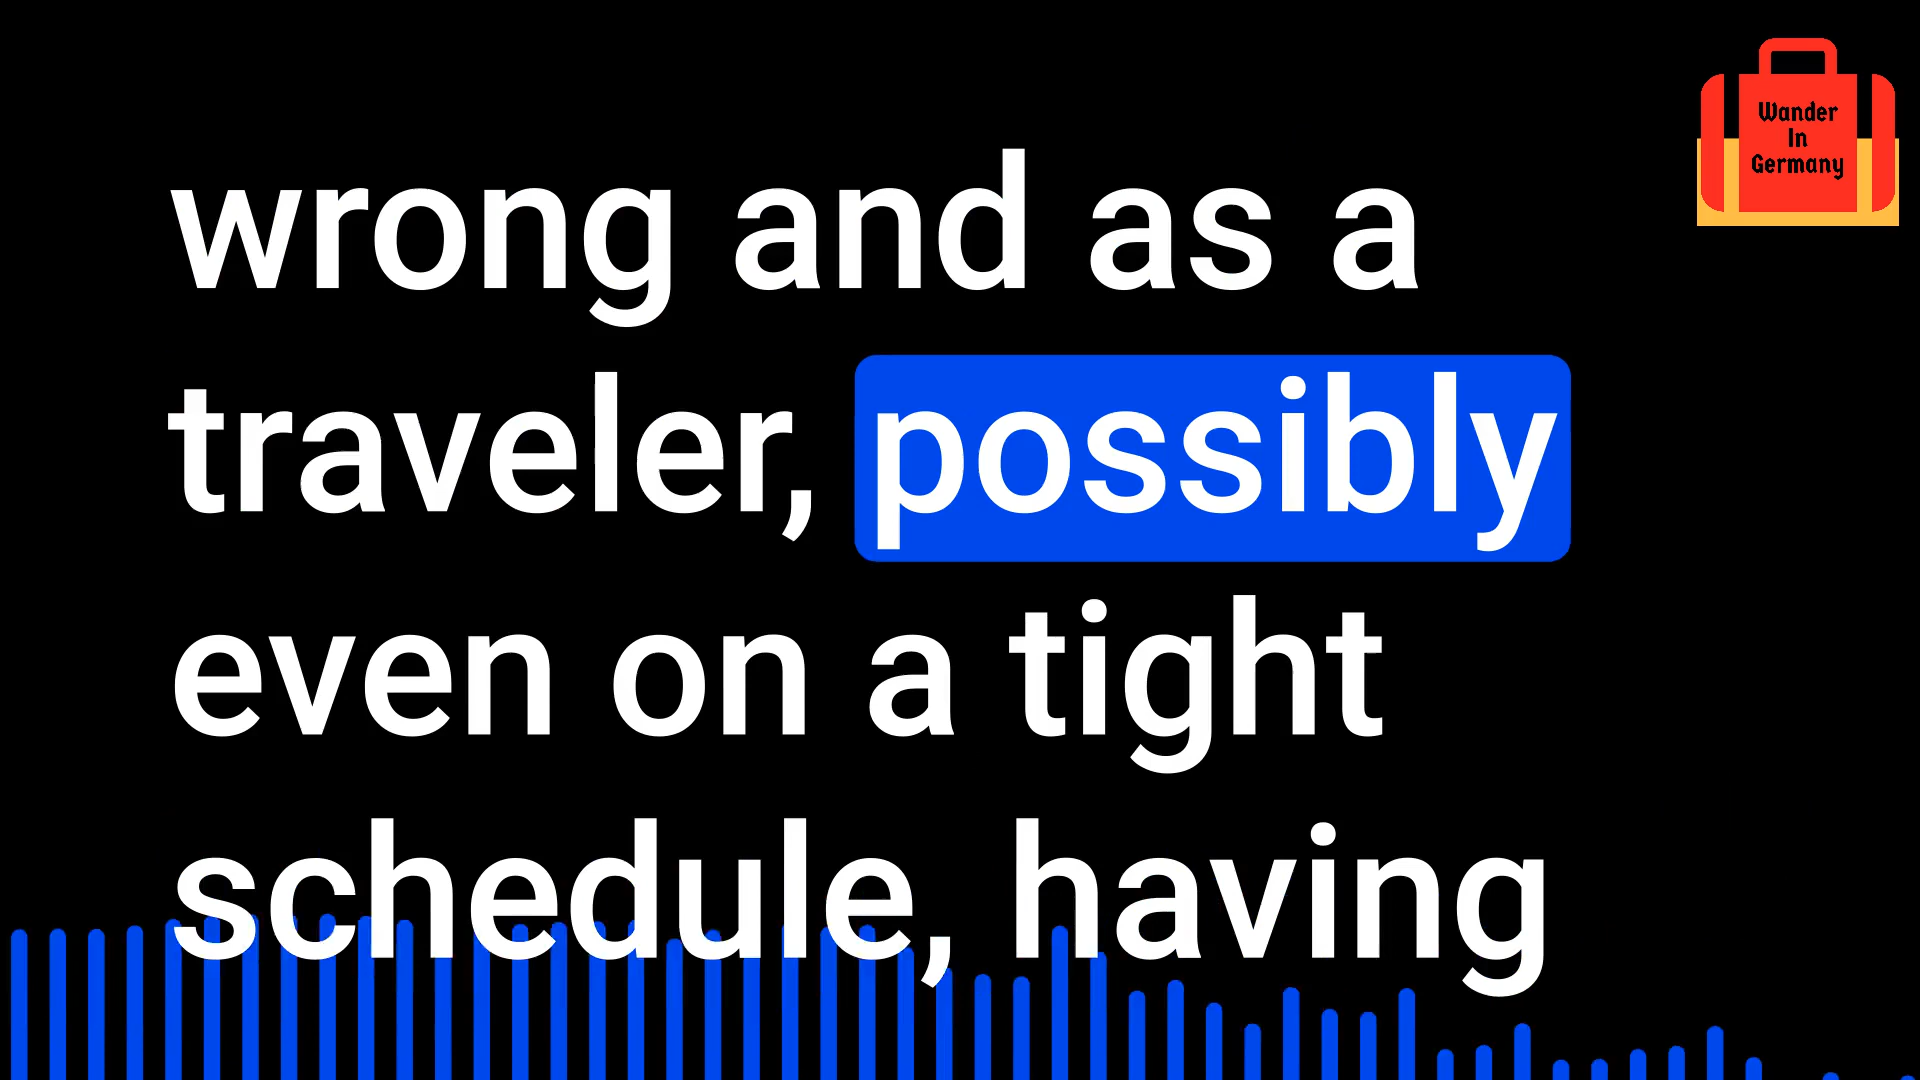 Wander
In
Germany
wrong and as a
traveler, possibly
even on a tight
schedule, having